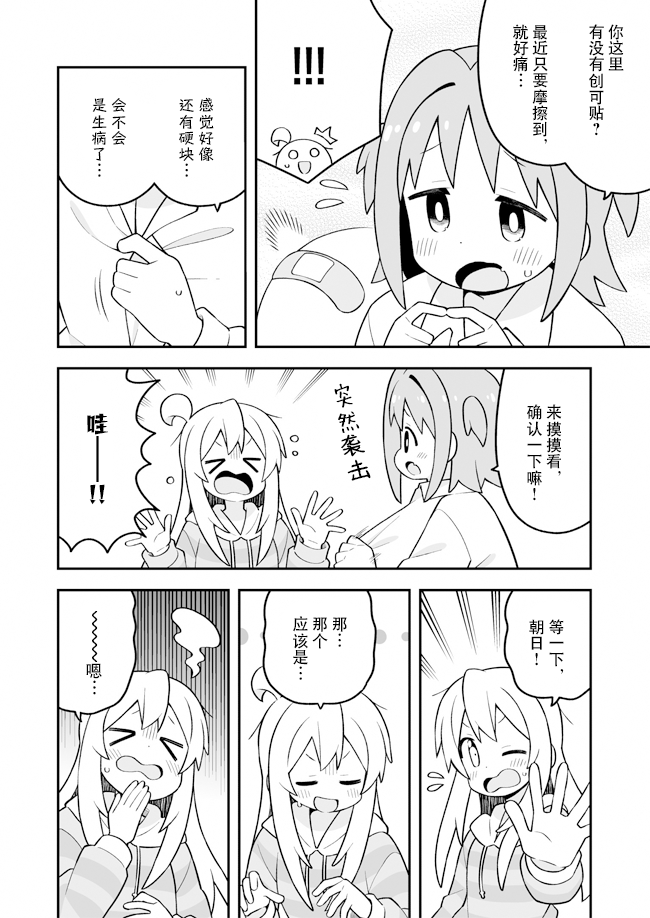 你这里
有没有创可贴？
最近只要摩擦到，
就好痛…
!!!
感觉好像
还有硬块…
会不会
是生病了…
来摸摸看，
确认一下嘛！
突然袭击
哇——!!
等一下，
朝日！
那…
那个
应该是…
～～～～嗯…